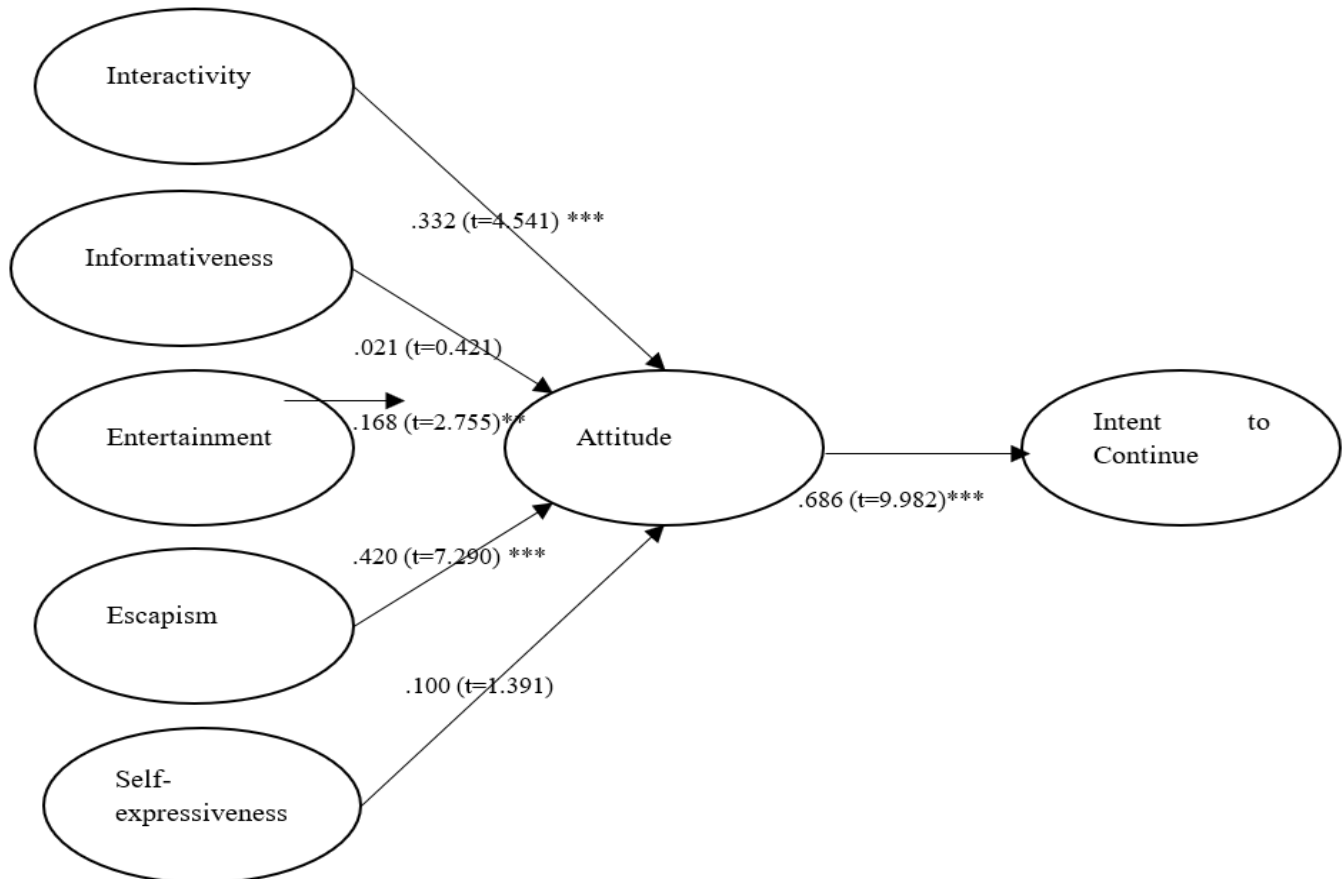 Interactivity
.332 (t=4.541) ***
Informativeness
.021 (t=0.421)
Entertainment
.168 (t=2.755)**
Attitude
Intent to
Continue
.686 (t=9.982)***
.420 (t=7.290) ***
Escapism
.100 (t=1.391)
Self-
expressiveness